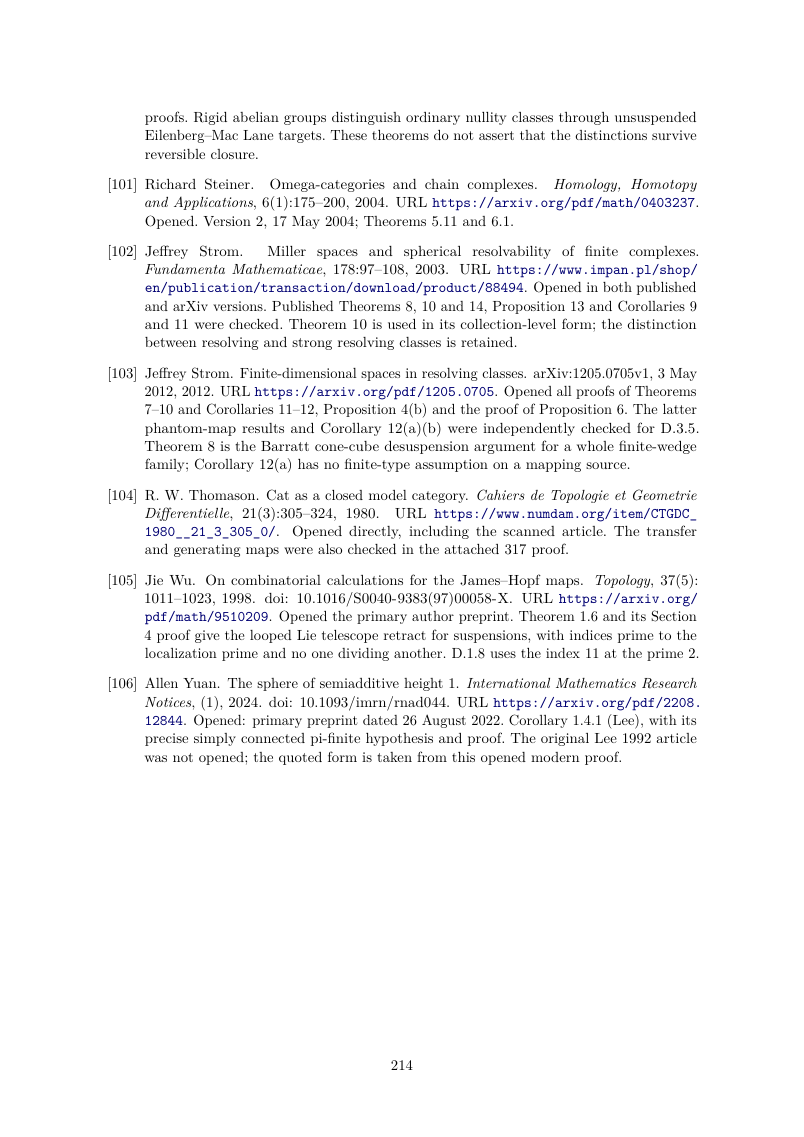 proofs. Rigid abelian groups distinguish ordinary nullity classes through unsuspended
Eilenberg–Mac Lane targets. These theorems do not assert that the distinctions survive
reversible closure.
[101] Richard Steiner. Omega-categories and chain complexes. Homology, Homotopy
and Applications, 6(1):175–200, 2004. URL https://arxiv.org/pdf/math/0403237.
Opened. Version 2, 17 May 2004; Theorems 5.11 and 6.1.
[102] Jeffrey Strom. Miller spaces and spherical resolvability of finite complexes.
Fundamenta Mathematicae, 178:97–108, 2003. URL https://www.impan.pl/shop/
en/publication/transaction/download/product/88494. Opened in both published
and arXiv versions. Published Theorems 8, 10 and 14, Proposition 13 and Corollaries 9
and 11 were checked. Theorem 10 is used in its collection-level form; the distinction
between resolving and strong resolving classes is retained.
[103] Jeffrey Strom. Finite-dimensional spaces in resolving classes. arXiv:1205.0705v1, 3 May
2012, 2012. URL https://arxiv.org/pdf/1205.0705. Opened all proofs of Theorems
7–10 and Corollaries 11–12, Proposition 4(b) and the proof of Proposition 6. The latter
phantom-map results and Corollary 12(a)(b) were independently checked for D.3.5.
Theorem 8 is the Barratt cone-cube desuspension argument for a whole finite-wedge
family; Corollary 12(a) has no finite-type assumption on a mapping source.
[104] R. W. Thomason. Cat as a closed model category. Cahiers de Topologie et Geometrie
Differentielle, 21(3):305–324, 1980. URL https://www.numdam.org/item/CTGDC_
1980__21_3_305_0/. Opened directly, including the scanned article. The transfer
and generating maps were also checked in the attached 317 proof.
[105] Jie Wu. On combinatorial calculations for the James–Hopf maps. Topology, 37(5):
1011–1023, 1998. doi: 10.1016/S0040-9383(97)00058-X. URL https://arxiv.org/
pdf/math/9510209. Opened the primary author preprint. Theorem 1.6 and its Section
4 proof give the looped Lie telescope retract for suspensions, with indices prime to the
localization prime and no one dividing another. D.1.8 uses the index 11 at the prime 2.
[106] Allen Yuan. The sphere of semiadditive height 1. International Mathematics Research
Notices, (1), 2024. doi: 10.1093/imrn/rnad044. URL https://arxiv.org/pdf/2208.
12844. Opened: primary preprint dated 26 August 2022. Corollary 1.4.1 (Lee), with its
precise simply connected pi-finite hypothesis and proof. The original Lee 1992 article
was not opened; the quoted form is taken from this opened modern proof.
214